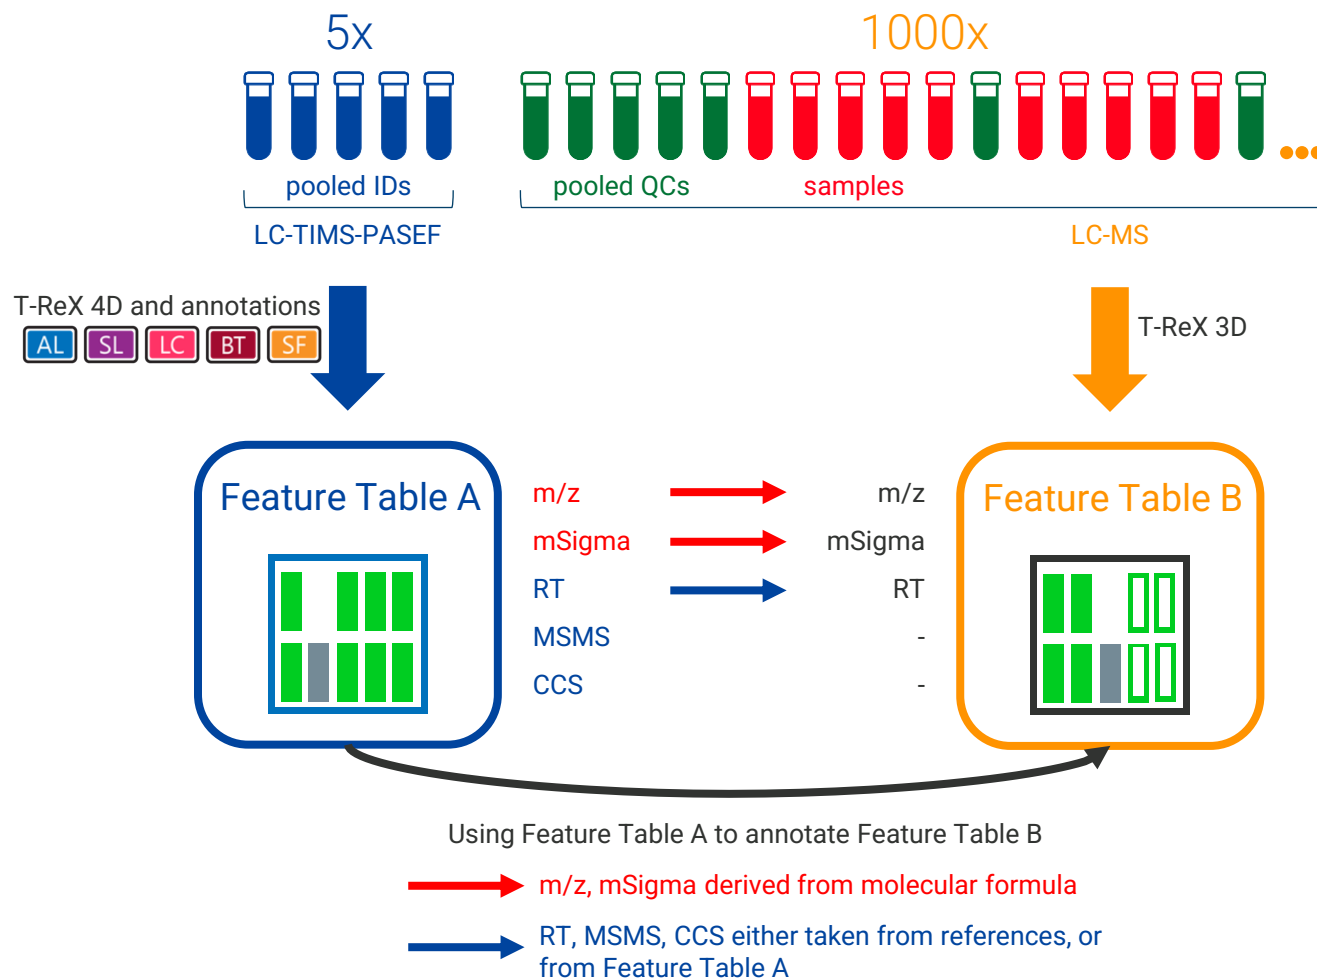 5x
1000x
pooled IDs
pooled QCs
samples
LC-TIMS-PASEF
LC-MS
T-ReX 4D and annotations
AL SL LC BT SF
T-ReX 3D
Feature Table A
Feature Table B
m/z
m/z
mSigma
mSigma
RT
RT
MSMS
-
CCS
-
Using Feature Table A to annotate Feature Table B
m/z, mSigma derived from molecular formula
RT, MSMS, CCS either taken from references, or
from Feature Table A